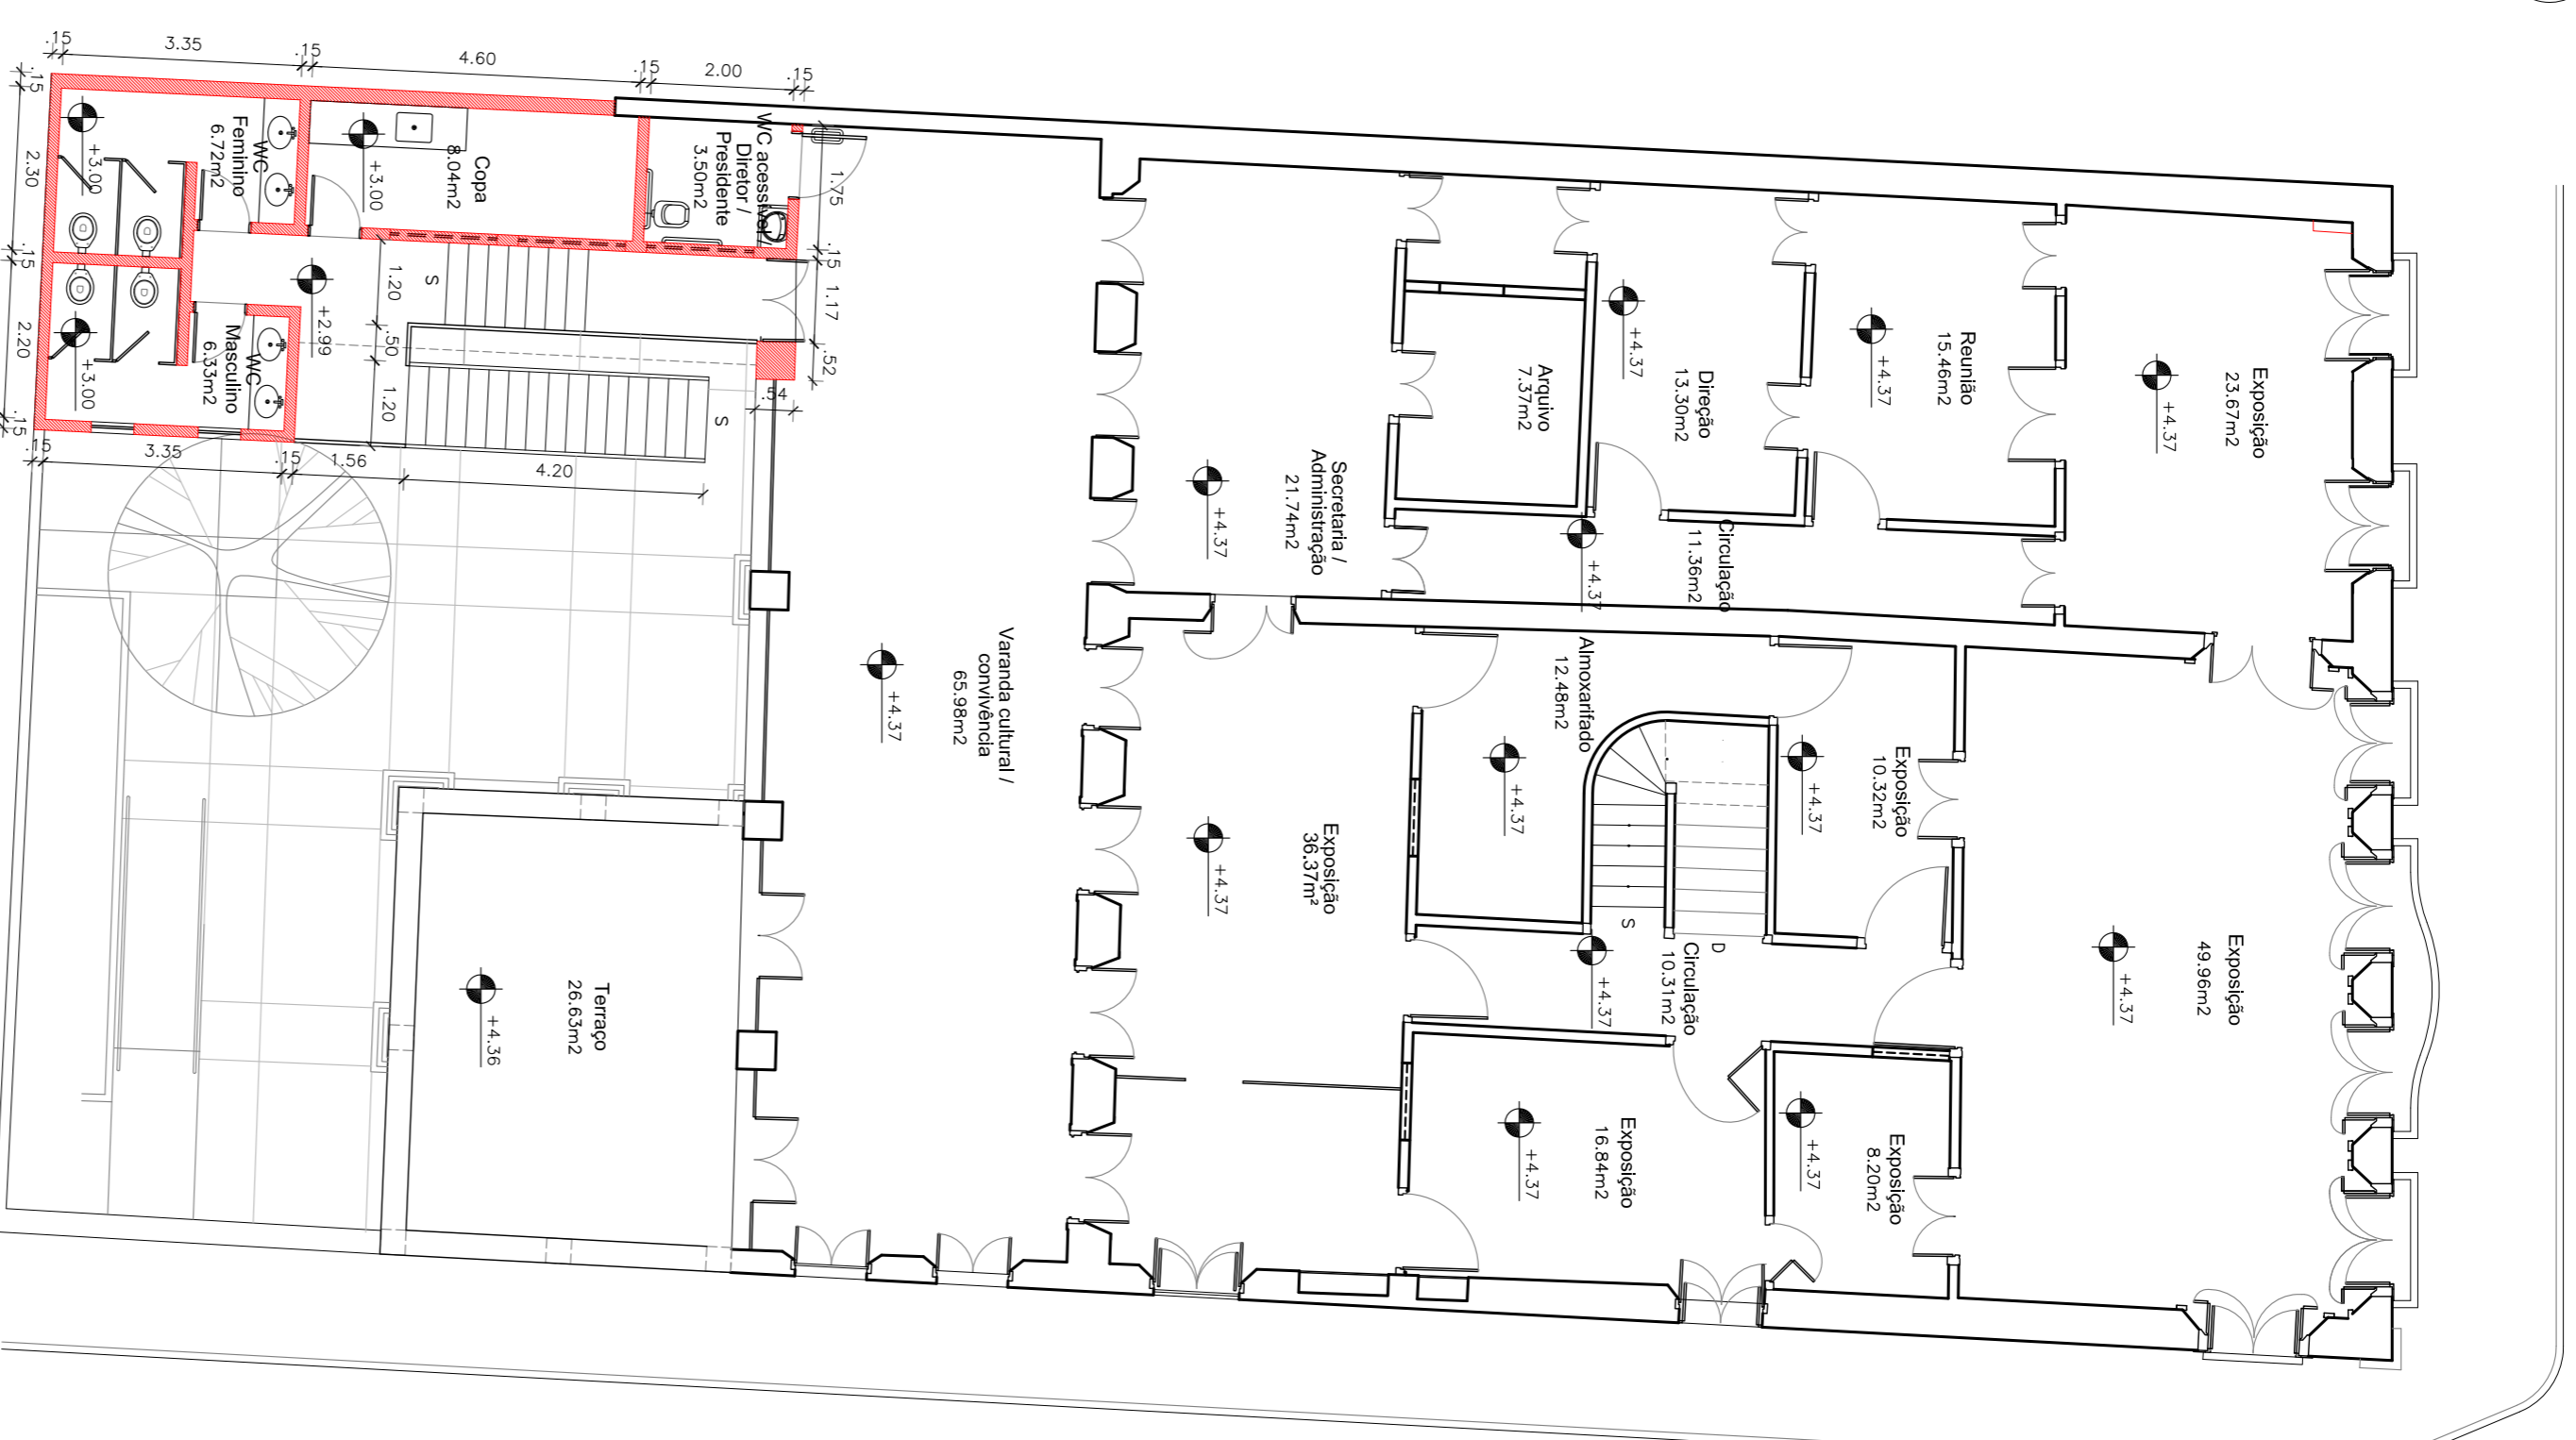 .15
3.35
.15
4.60
.15
2.00
.15
.15
2.30
.15
2.20
.15
WC
Feminino
6.72m2
+3.00
Copa
8.04m2
+3.00
WC acessível /
Diretor /
Presidente
3.50m2
1.75
.15
1.17
.52
.54
S
1.20
.50
1.20
+2.99
S
WC
Masculino
6.33m2
+3.00
.15
3.35
.15
1.56
4.20
Varanda cultural /
convivência
65.98m2
+4.37
Terraço
26.63m2
+4.36
Secretaria /
Administração
21.74m2
+4.37
Arquivo
7.37m2
Direção
13.30m2
+4.37
Reunião
15.46m2
+4.37
Exposição
23.67m2
+4.37
Circulação
11.36m2
+4.37
Almoxarifado
12.48m2
+4.37
Exposição
10.32m2
+4.37
Exposição
36.37m²
+4.37
S
D
Circulação
10.31m2
+4.37
Exposição
49.96m2
+4.37
Exposição
16.84m2
+4.37
Exposição
8.20m2
+4.37